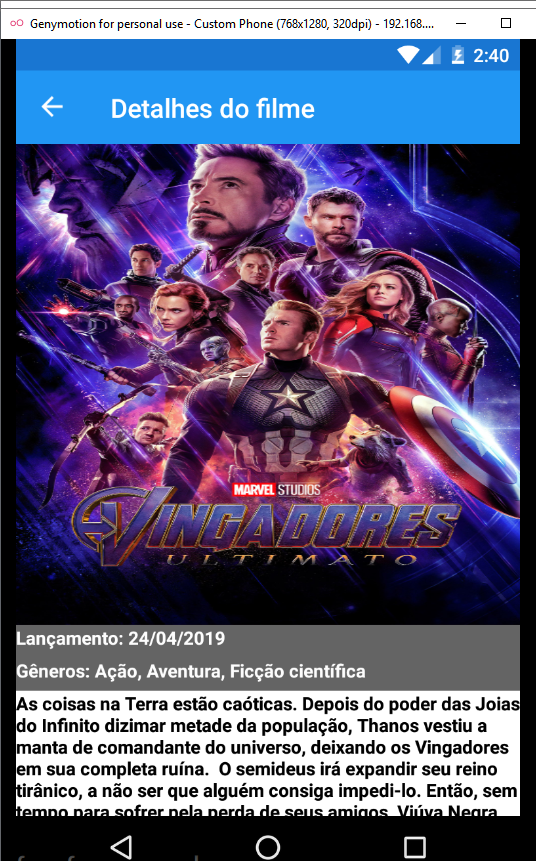 Genymotion for personal use - Custom Phone (768x1280, 320dpi) - 192.168....
2:40
Detalhes do filme
MARVEL STUDIOS
VINGADORES
ULTIMATO
Lançamento: 24/04/2019
Gêneros: Ação, Aventura, Ficção científica
As coisas na Terra estão caóticas. Depois do poder das Joias
do Infinito dizimar metade da população, Thanos vestiu a
manta de comandante do universo, deixando os Vingadores
em sua completa ruína.  O semideus irá expandir seu reino
tirânico, a não ser que alguém consiga impedi-lo. Então, sem
tempo para sofrer pela perda de seus amigos, Viúva Negra,